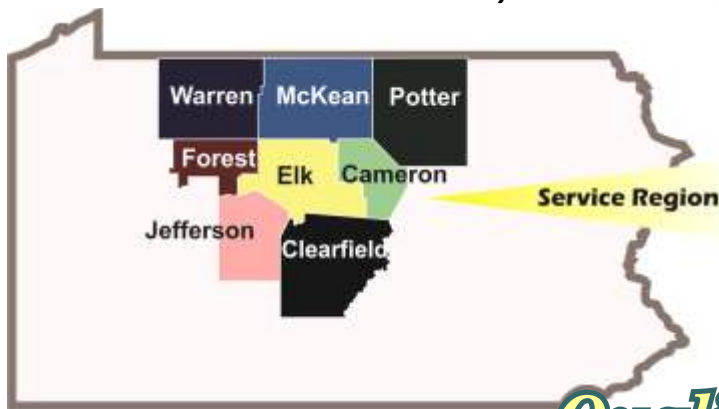 Warren McKean Potter
Forest
Elk Cameron
Service Region
Jefferson
Clearfield